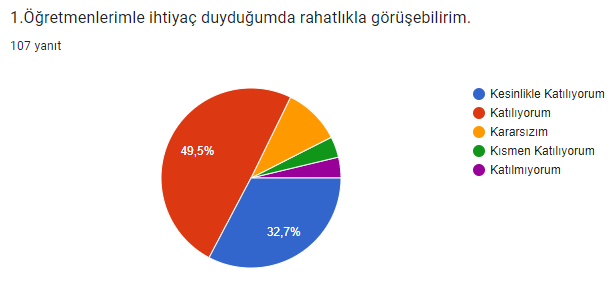 1.Öğretmenlerimle ihtiyaç duyduğumda rahatlıkla görüşebilirim.
107 yanıt
Kesinlikle Katılıyorum
Katılıyorum
Kararsızım
Kısmen Katılıyorum
Katılmıyorum
49,5%
32,7%